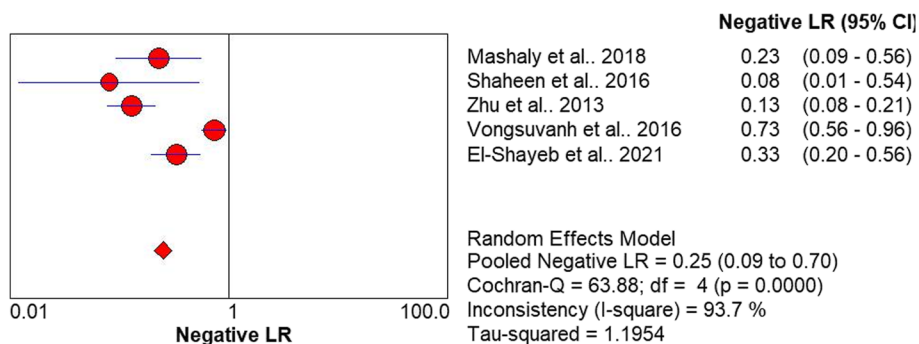 Negative LR (95% CI)
Mashaly et al.. 2018 0.23 (0.09 - 0.56)
Shaheen et al.. 2016 0.08 (0.01 - 0.54)
Zhu et al.. 2013 0.13 (0.08 - 0.21)
Vongsuvanh et al.. 2016 0.73 (0.56 - 0.96)
El-Shayeb et al.. 2021 0.33 (0.20 - 0.56)
Random Effects Model
Pooled Negative LR = 0.25 (0.09 to 0.70)
Cochran-Q = 63.88; df = 4 (p = 0.0000)
Inconsistency (I-square) = 93.7 %
Tau-squared = 1.1954
0.01 1 100.0
Negative LR